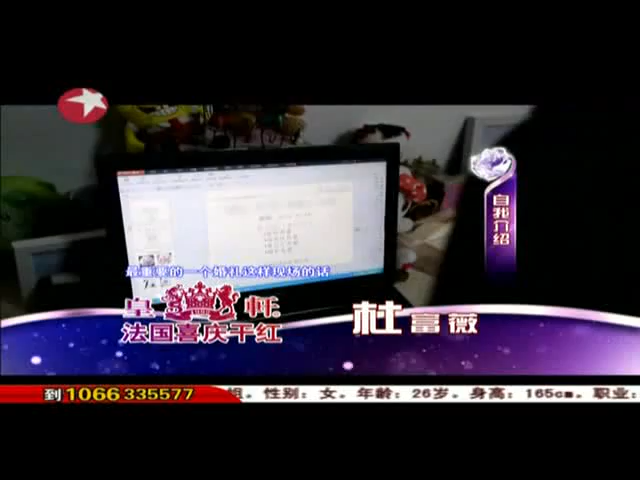 自我介绍
最重要的一个婚礼这样现场的话
皇 轩
法国喜庆干红
杜富薇
到1066335577 组。性别：女。年龄：26岁。身高：165cm。职业：